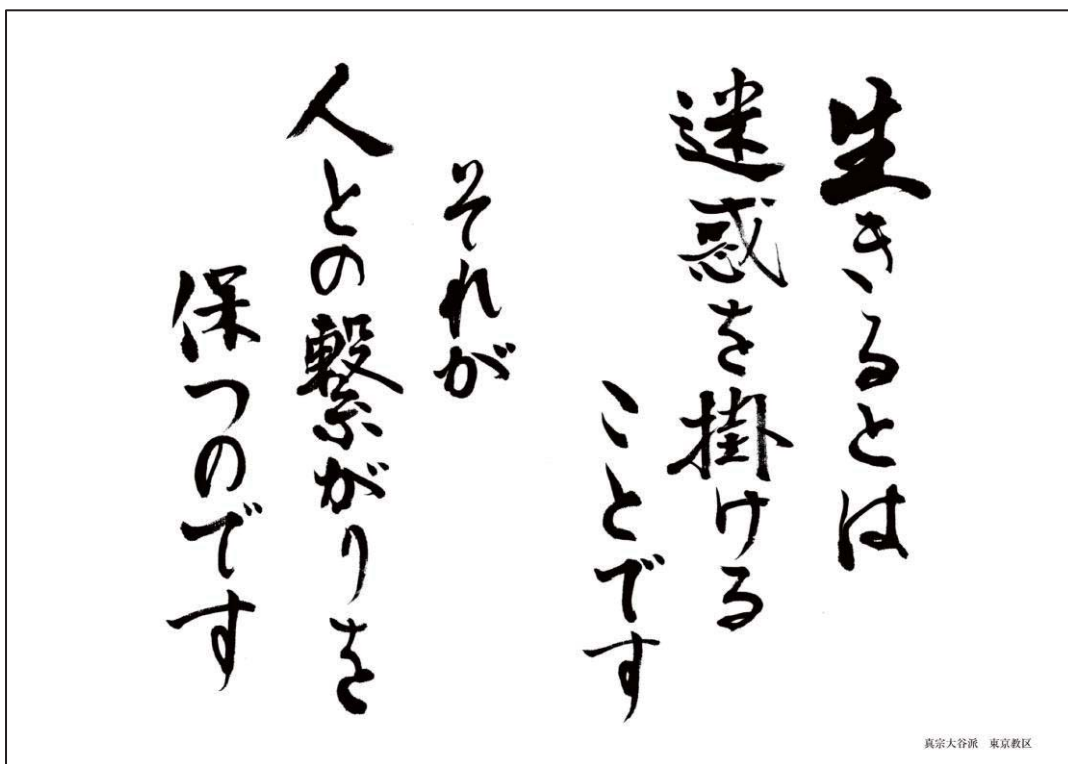 生きるとは
迷惑を掛ける
ことです
それが
人との繋がりを
保つのです
真宗大谷派　東京教区